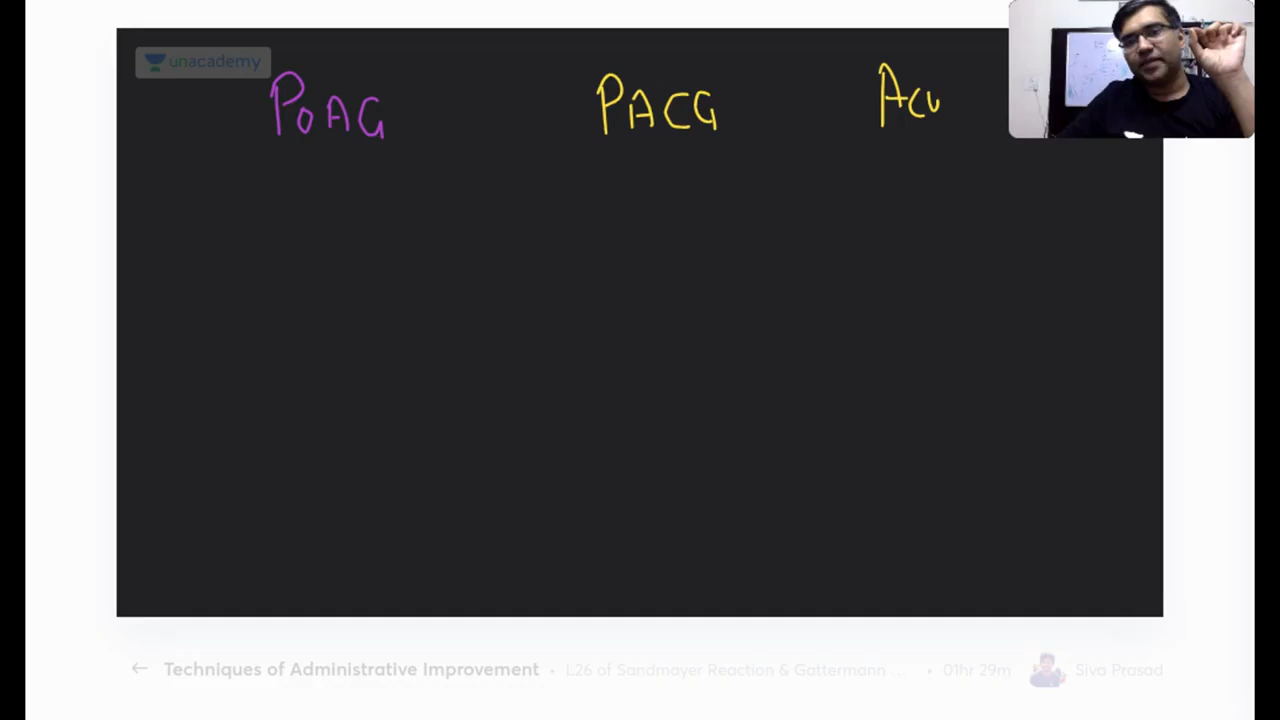 unacademy
POAG PACG Acu
Techniques of Administrative Improvement • L26 of Sandmayer Reaction & Gattermann ... • 01hr 29m Siva Prasad